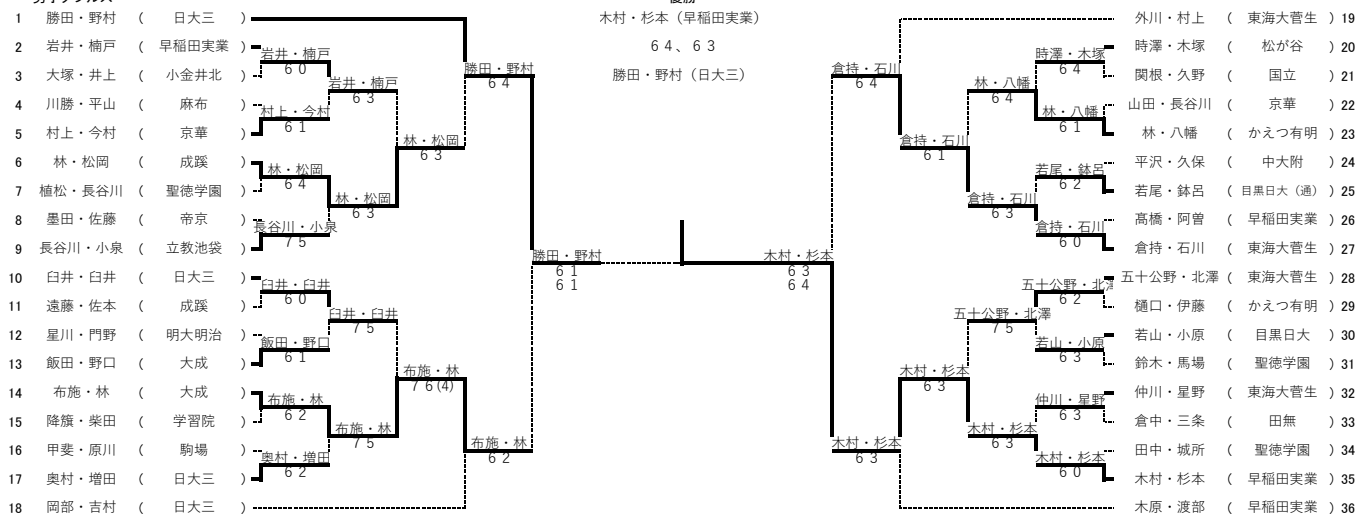 優勝
木村・杉本（早稲田実業）
６４、６３
勝田・野村（日大三）
1 勝田・野村 ( 日大三 )
2 岩井・楠戸 ( 早稲田実業 )
3 大塚・井上 ( 小金井北 )
4 川勝・平山 ( 麻布 )
5 村上・今村 ( 京華 )
6 林・松岡 ( 成蹊 )
7 植松・長谷川 ( 聖徳学園 )
8 墨田・佐藤 ( 帝京 )
9 長谷川・小泉 ( 立教池袋 )
10 臼井・臼井 ( 日大三 )
11 遠藤・佐本 ( 成蹊 )
12 星川・門野 ( 明大明治 )
13 飯田・野口 ( 大成 )
14 布施・林 ( 大成 )
15 降籏・柴田 ( 学習院 )
16 甲斐・原川 ( 駒場 )
17 奥村・増田 ( 日大三 )
18 岡部・吉村 ( 日大三 )
岩井・楠戸
６０
村上・今村
６１
林・松岡
６４
長谷川・小泉
７５
臼井・臼井
６０
飯田・野口
６１
布施・林
６２
奥村・増田
６２
岩井・楠戸
６３
林・松岡
６３
臼井・臼井
７５
布施・林
７５
林・松岡
６３
布施・林
７６(4)
勝田・野村
６４
布施・林
６２
勝田・野村
６１
６１
木村・杉本
６３
６４
倉持・石川
６４
木村・杉本
６３
倉持・石川
６１
木村・杉本
６３
林・八幡
６４
倉持・石川
６３
五十公野・北澤
７５
木村・杉本
６３
時澤・木塚
６４
林・八幡
６１
若尾・鉢呂
６２
倉持・石川
６０
五十公野・北澤
６２
若山・小原
６３
仲川・星野
６３
木村・杉本
６０
外川・村上 ( 東海大菅生 ) 19
時澤・木塚 ( 松が谷 ) 20
関根・久野 ( 国立 ) 21
山田・長谷川 ( 京華 ) 22
林・八幡 ( かえつ有明 ) 23
平沢・久保 ( 中大附 ) 24
若尾・鉢呂 ( 目黒日大（通） ) 25
髙橋・阿曽 ( 早稲田実業 ) 26
倉持・石川 ( 東海大菅生 ) 27
五十公野・北澤 ( 東海大菅生 ) 28
樋口・伊藤 ( かえつ有明 ) 29
若山・小原 ( 目黒日大 ) 30
鈴木・馬場 ( 聖徳学園 ) 31
仲川・星野 ( 東海大菅生 ) 32
倉中・三条 ( 田無 ) 33
田中・城所 ( 聖徳学園 ) 34
木村・杉本 ( 早稲田実業 ) 35
木原・渡部 ( 早稲田実業 ) 36